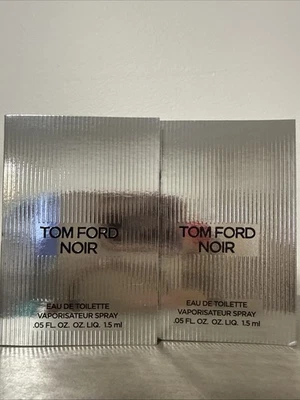 TOM FORD
NOIR
EAU DE TOILETTE
VAPORISATEUR SPRAY
.05 FL. OZ. OZ. LIQ. 1.5 ml
TOM FORD
NOIR
EAU DE TOILETTE
VAPORISATEUR SPRAY
.05 FL. OZ. OZ. LIQ. 1.5 ml